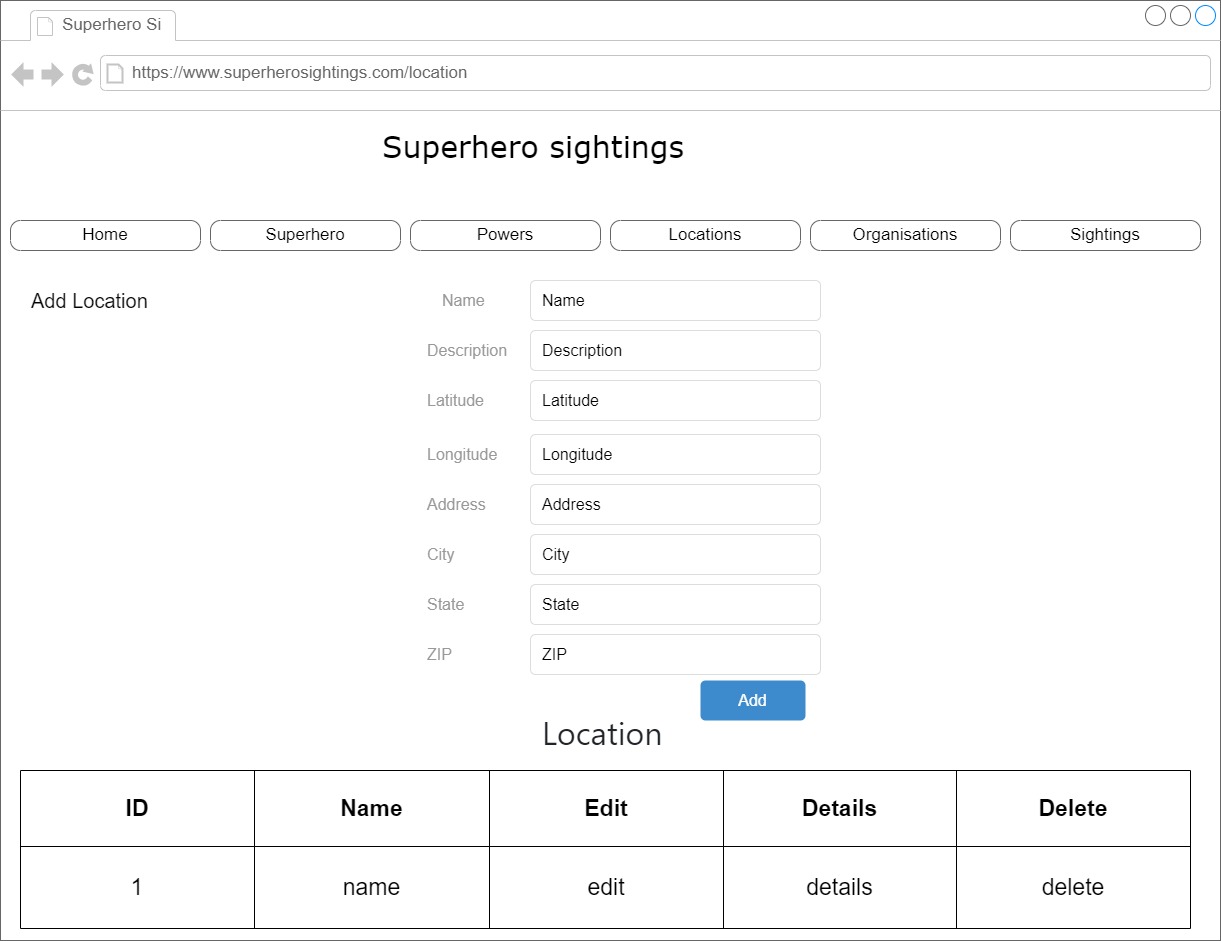 Superhero Si
https://www.superherosightings.com/location
Superhero sightings
Home Superhero Powers Locations Organisations Sightings
Add Location
Name Name
Description Description
Latitude Latitude
Longitude Longitude
Address Address
City City
State State
ZIP ZIP
Add
Location
ID Name Edit Details Delete
1 name edit details delete